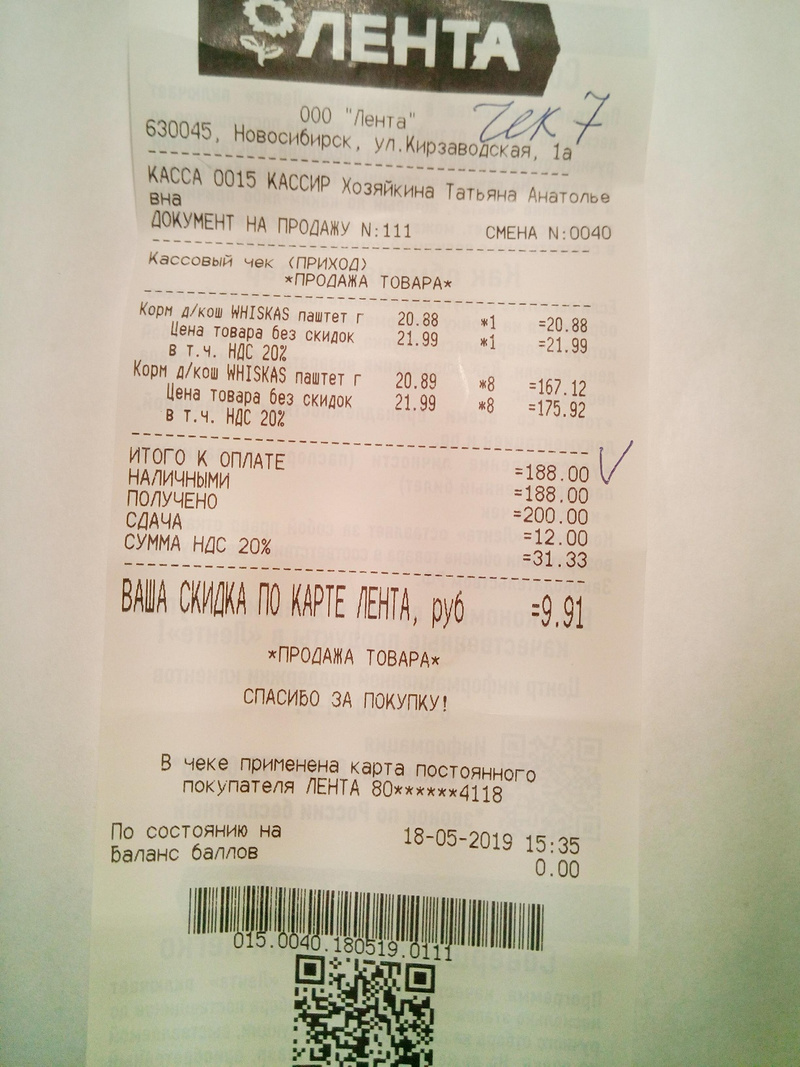 ЛЕНТА
ООО "Лента"
чек 7
630045, Новосибирск, ул.Кирзаводская, 1а
КАССА 0015 КАССИР Хозяйкина Татьяна Анатолье
вна
ДОКУМЕНТ НА ПРОДАЖУ N:111 СМЕНА N:0040
Кассовый чек (ПРИХОД)
*ПРОДАЖА ТОВАРА*
Корм д/кош WHISKAS паштет г 20.88 *1 =20.88
Цена товара без скидок 21.99 *1 =21.99
в т.ч. НДС 20%
Корм д/кош WHISKAS паштет г 20.89 *8 =167.12
Цена товара без скидок 21.99 *8 =175.92
в т.ч. НДС 20%
ИТОГО К ОПЛАТЕ =188.00
НАЛИЧНЫМИ =188.00
ПОЛУЧЕНО =200.00
СДАЧА =12.00
СУММА НДС 20% =31.33
ВАША СКИДКА ПО КАРТЕ ЛЕНТА, руб =9.91
*ПРОДАЖА ТОВАРА*
СПАСИБО ЗА ПОКУПКУ!
В чеке применена карта постоянного
покупателя ЛЕНТА 80******4118
По состоянию на 18-05-2019 15:35
Баланс баллов 0.00
015.0040.180519.0111